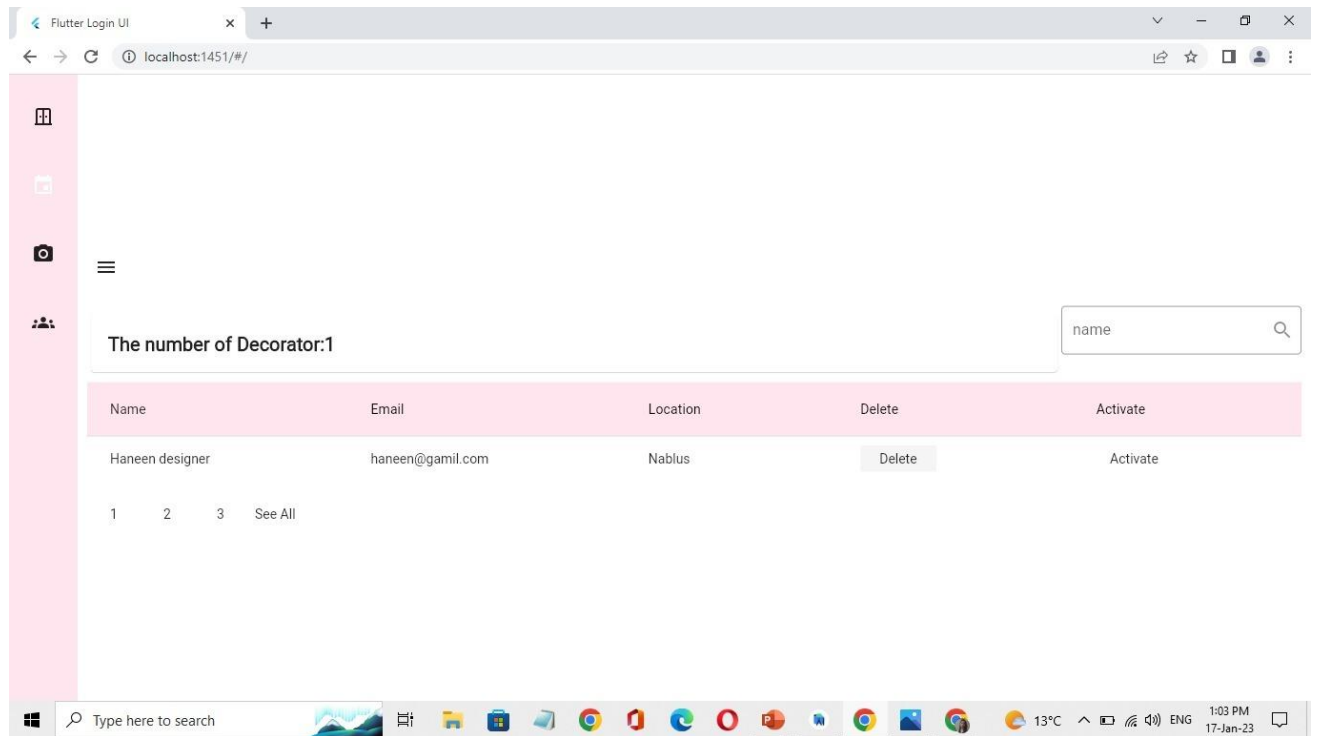 Flutter Login UI
localhost:1451/#/
name
The number of Decorator:1
Name Email Location Delete Activate
Haneen designer haneen@gamil.com Nablus Delete Activate
1 2 3 See All
Type here to search 13°C ENG 1:03 PM
17-Jan-23